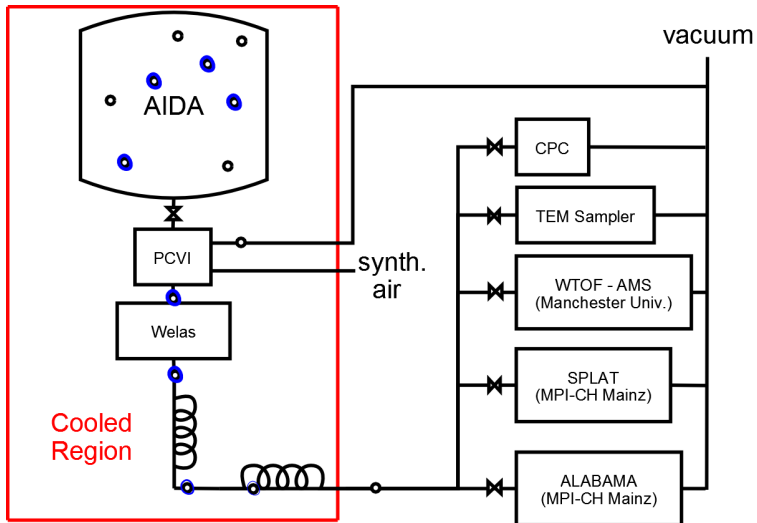 vacuum
AIDA
CPC
TEM Sampler
PCVI
synth.
air
WTOF - AMS
(Manchester Univ.)
Welas
SPLAT
(MPI-CH Mainz)
Cooled
Region
ALABAMA
(MPI-CH Mainz)